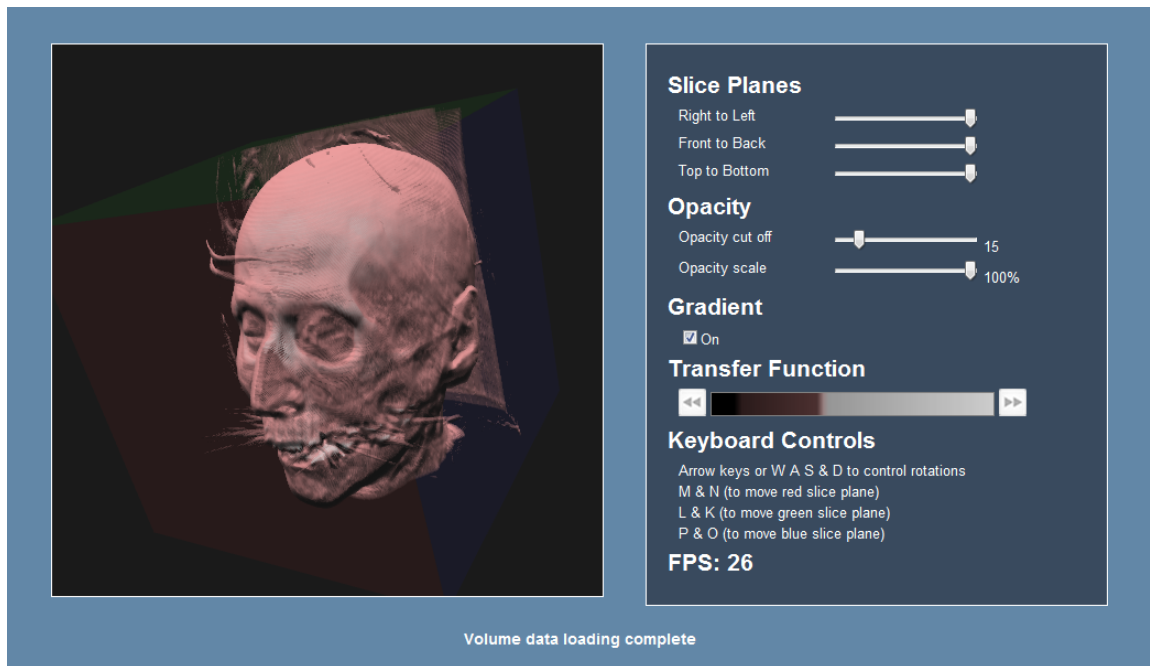 Slice Planes
Right to Left
Front to Back
Top to Bottom
Opacity
Opacity cut off 15
Opacity scale 100%
Gradient
On
Transfer Function
Keyboard Controls
Arrow keys or W A S & D to control rotations
M & N (to move red slice plane)
L & K (to move green slice plane)
P & O (to move blue slice plane)
FPS: 26
Volume data loading complete